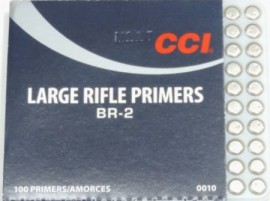 CCI
LARGE RIFLE PRIMERS
BR-2
100 PRIMERS/AMORCES 0010